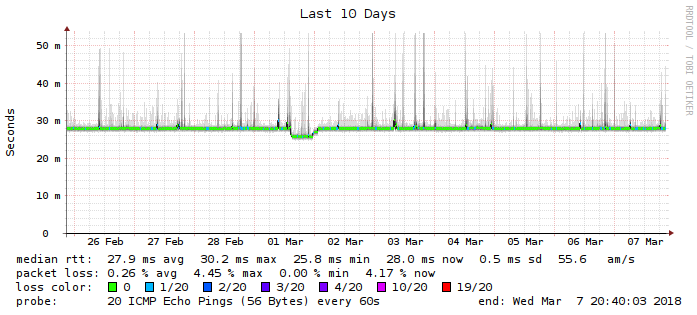 Last 10 Days
RRDTOOL / TOBI OETIKER
Seconds
50 m
40 m
30 m
20 m
10 m
0
26 Feb 27 Feb 28 Feb 01 Mar 02 Mar 03 Mar 04 Mar 05 Mar 06 Mar 07 Mar
median rtt: 27.9 ms avg 30.2 ms max 25.8 ms min 28.0 ms now 0.5 ms sd 55.6 am/s
packet loss: 0.26 % avg 4.45 % max 0.00 % min 4.17 % now
loss color: 0 1/20 2/20 3/20 4/20 10/20 19/20
probe: 20 ICMP Echo Pings (56 Bytes) every 60s end: Wed Mar 7 20:40:03 2018